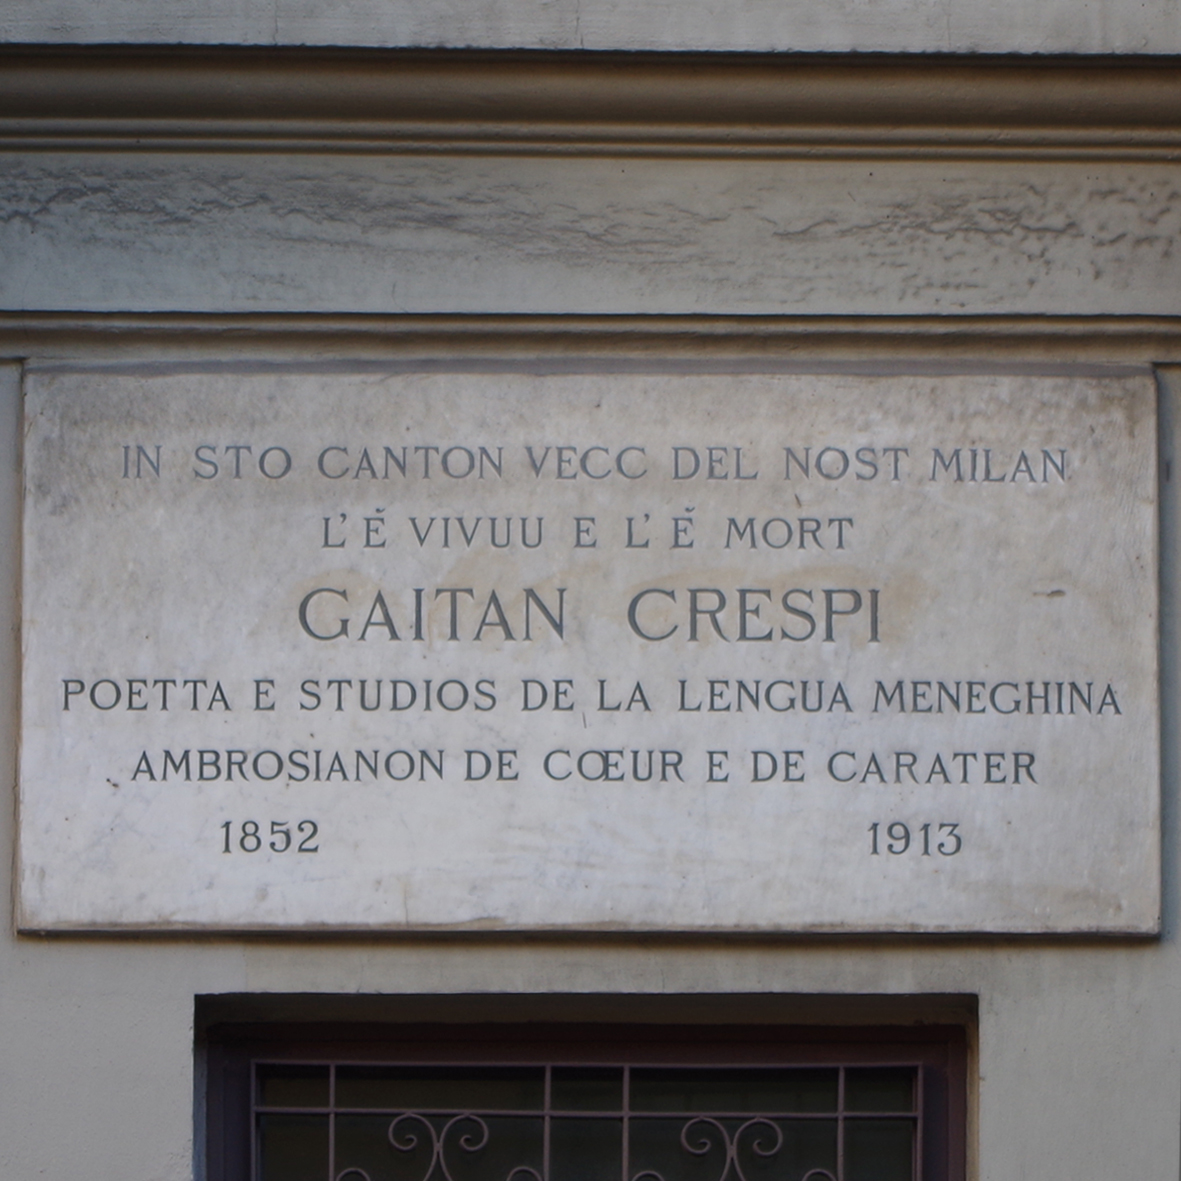 IN STO CANTON VECC DEL NOST MILAN
L'Ě VIVUU E L'Ě MORT
GAITAN CRESPI
POETTA E STUDIOS DE LA LENGUA MENEGHINA
AMBROSIANON DE CŒUR E DE CARATER
1852 1913